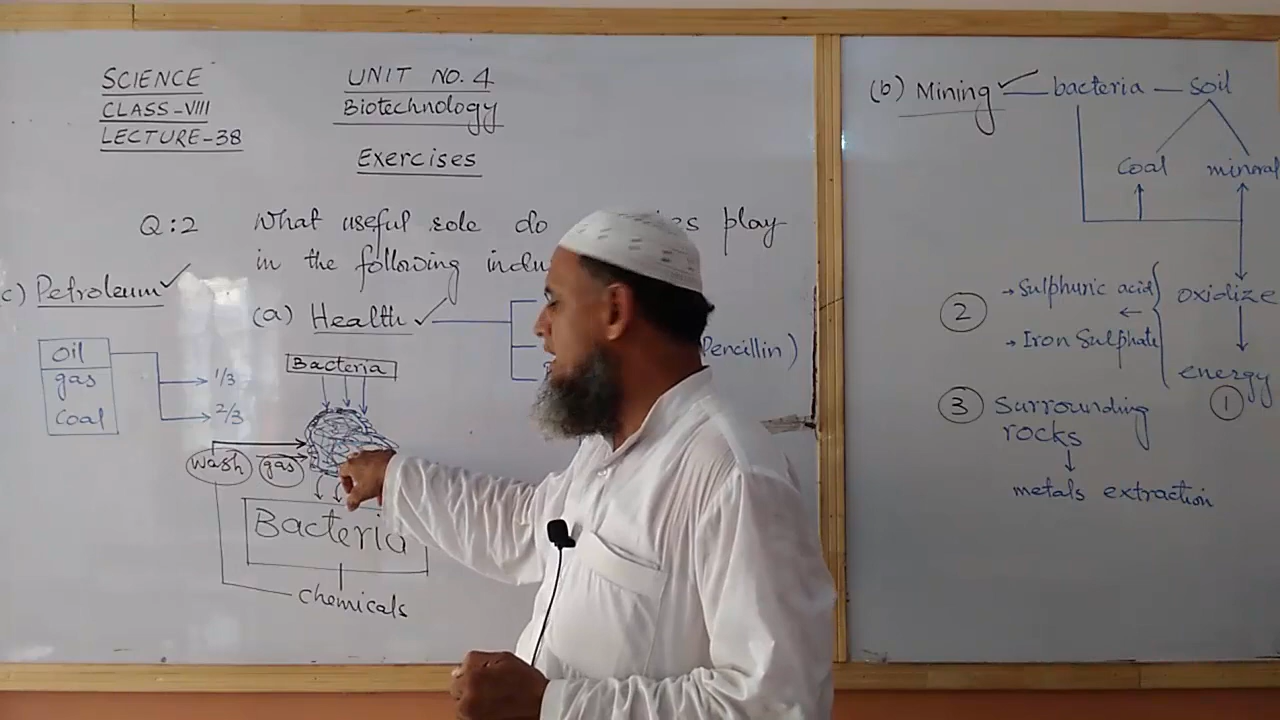 SCIENCE
CLASS-VIII
LECTURE-38
UNIT NO. 4
Biotechnology
Exercises
Q:2 What useful role do play
in the following
(a) Health
Pencillin)
(c) Petroleum
Oil
gas
Coal
1/3
2/3
Bacteria
wash gas
Bacteria
chemicals
(b) Mining bacteria — soil
Coal mineral
oxidize
energy
1
2
→ Sulphuric acid
→ Iron Sulphate
3 Surrounding
rocks
metals extraction